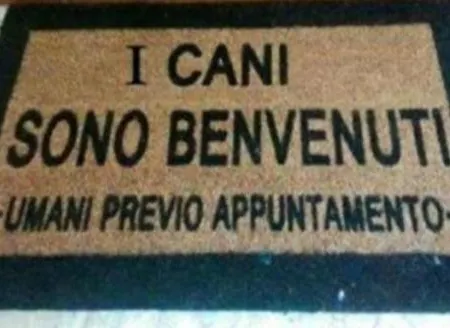 I CANI
SONO BENVENUTI
-UMANI PREVIO APPUNTAMENTO-